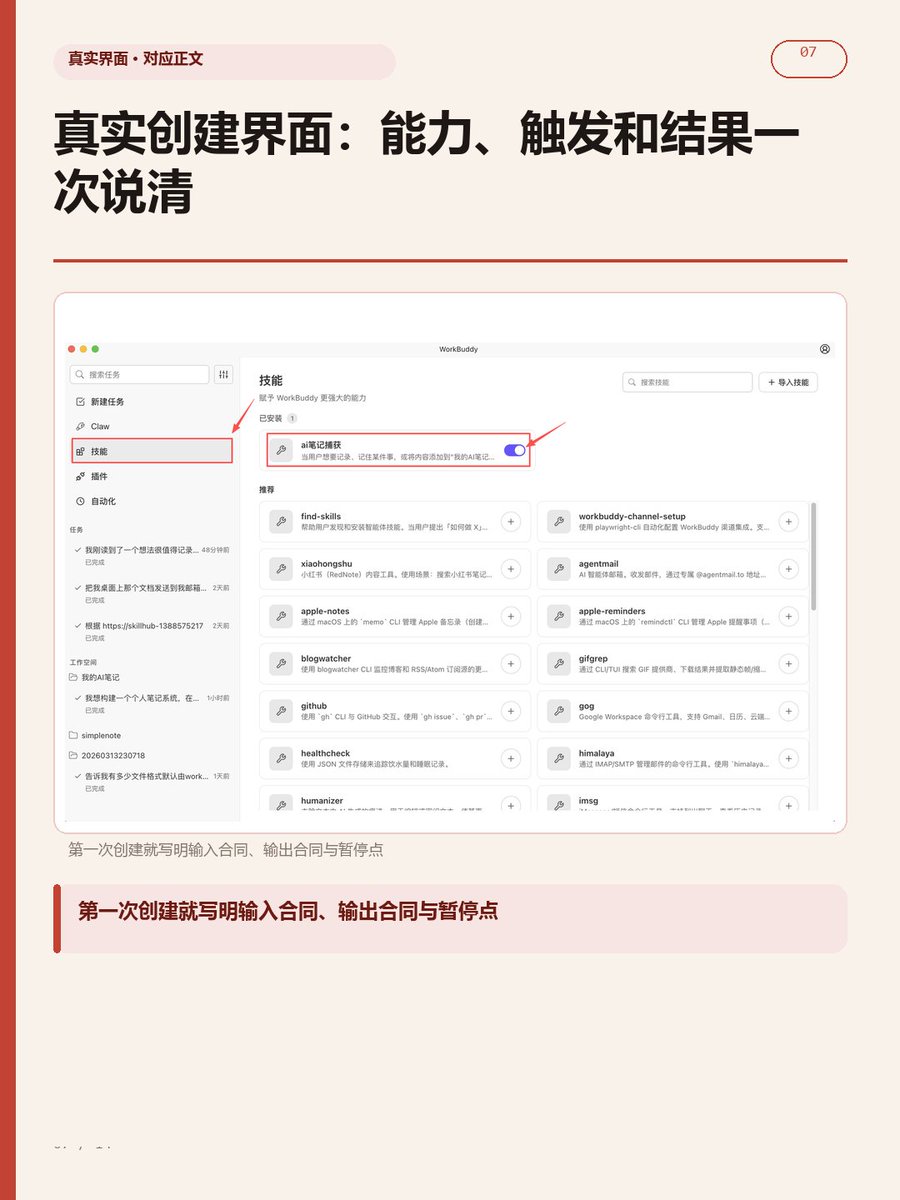 真实界面・对应正文
07
真实创建界面：能力、触发和结果一
次说清
WorkBuddy
搜索任务
新建任务
Claw
技能
插件
自动化
任务
我刚读到了一个想法很值得记录... 48分钟前
已完成
把我桌面上那个文档发送到我邮箱... 2天前
已完成
根据 https://skillhub-1388575217 2天前
已完成
工作空间
我的AI笔记
我想构建一个个人笔记系统，在... 1小时前
已完成
simplenote
20260313230718
告诉我有多少文件格式默认由work... 1天前
已完成
技能
赋予 WorkBuddy 更强大的能力
搜索技能
+ 导入技能
已安装 1
ai笔记捕获
当用户想要记录、记住某件事，或将内容添加到"我的AI笔记...
推荐
find-skills
帮助用户发现和安装智能体技能。当用户提出「如何做 X」...
workbuddy-channel-setup
使用 playwright-cli 自动化配置 WorkBuddy 渠道集成。支...
xiaohongshu
小红书（RedNote）内容工具。使用场景：搜索小红书笔记...
agentmail
AI 智能体邮箱。收发邮件，通过专属 @agentmail.to 地址...
apple-notes
通过 macOS 上的 `memo` CLI 管理 Apple 备忘录（创建...
apple-reminders
通过 macOS 上的 `remindctl` CLI 管理 Apple 提醒事项（...
blogwatcher
使用 blogwatcher CLI 监控博客和 RSS/Atom 订阅源的更...
gifgrep
通过 CLI/TUI 搜索 GIF 提供商、下载结果并提取静态帧/缩...
github
使用 `gh` CLI 与 GitHub 交互。使用 `gh issue`、`gh pr`...
gog
Google Workspace 命令行工具，支持 Gmail、日历、云端...
healthcheck
使用 JSON 文件存储来追踪饮水量和睡眠记录。
himalaya
通过 IMAP/SMTP 管理邮件的命令行工具。使用 `himalaya...
humanizer
imsg
第一次创建就写明输入合同、输出合同与暂停点
第一次创建就写明输入合同、输出合同与暂停点